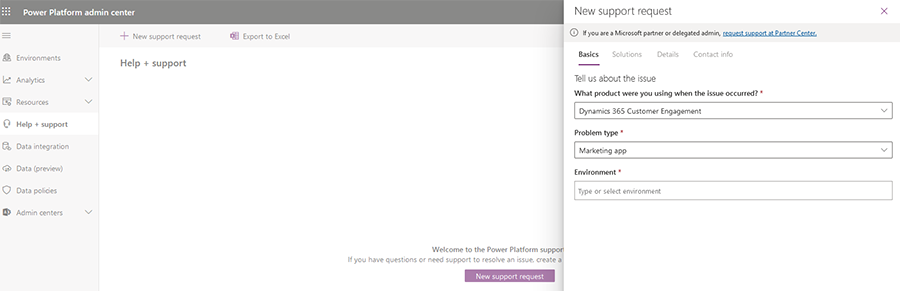 Power Platform admin center
Environments
Analytics
Resources
Help + support
Data integration
Data (preview)
Data policies
Admin centers
New support request
Export to Excel
Help + support
Welcome to the Power Platform suppor
If you have questions or need support to resolve an issue, create a
New support request
New support request
If you are a Microsoft partner or delegated admin, request support at Partner Center.
Basics Solutions Details Contact info
Tell us about the issue
What product were you using when the issue occurred? *
Dynamics 365 Customer Engagement
Problem type *
Marketing app
Environment *
Type or select environment